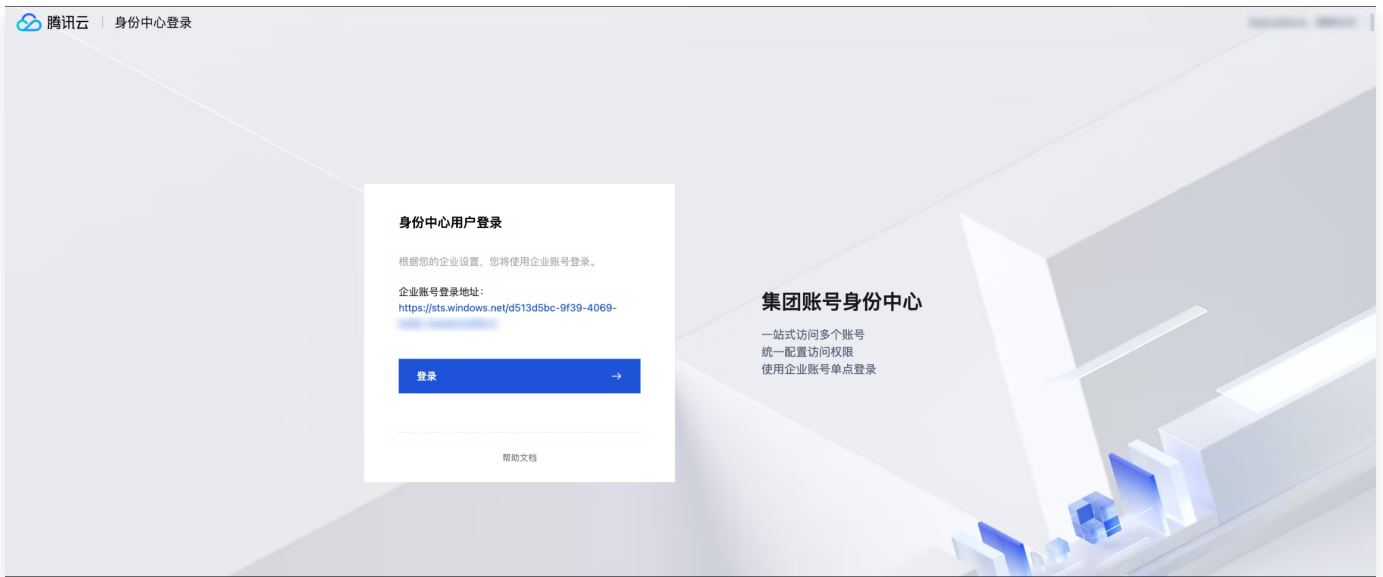 腾讯云 身份中心登录
身份中心用户登录
根据您的企业设置，您将使用企业账号登录。
企业账号登录地址：
https://sts.windows.net/d513d5bc-9f39-4069-
登录 →
帮助文档
集团账号身份中心
一站式访问多个账号
统一配置访问权限
使用企业账号单点登录